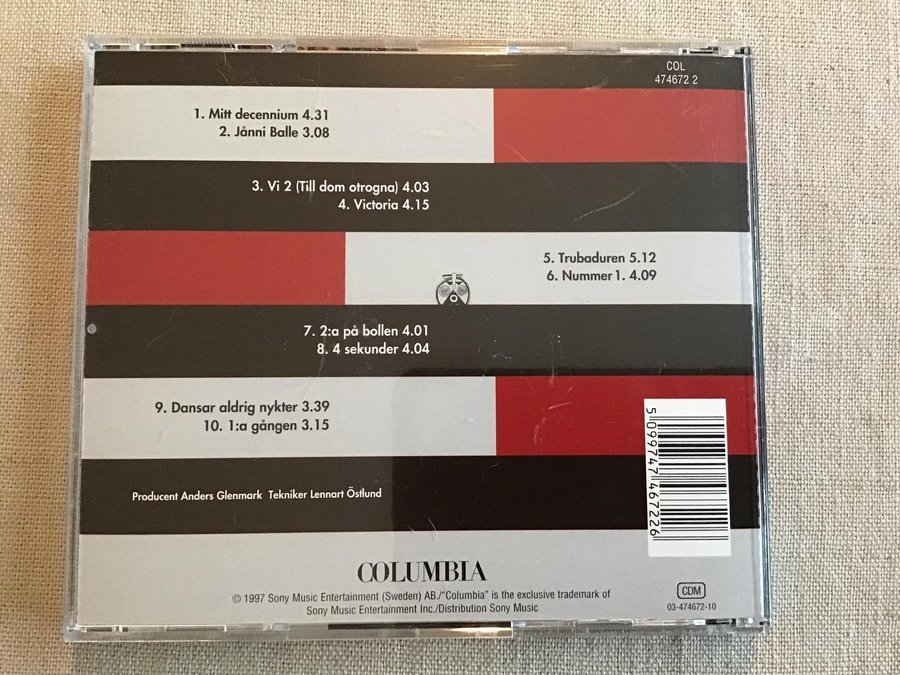 COL
474672 2
1. Mitt decennium 4.31
2. Jånni Balle 3.08
3. Vi 2 (Till dom otrogna) 4.03
4. Victoria 4.15
5. Trubaduren 5.12
6. Nummer 1. 4.09
7. 2:a på bollen 4.01
8. 4 sekunder 4.04
9. Dansar aldrig nykter 3.39
10. 1:a gången 3.15
5 099747 467226
Producent Anders Glenmark Tekniker Lennart Östlund
COLUMBIA
© 1997 Sony Music Entertainment (Sweden) AB./"Columbia" is the exclusive trademark of
Sony Music Entertainment Inc./Distribution Sony Music
CDM
03-474672-10